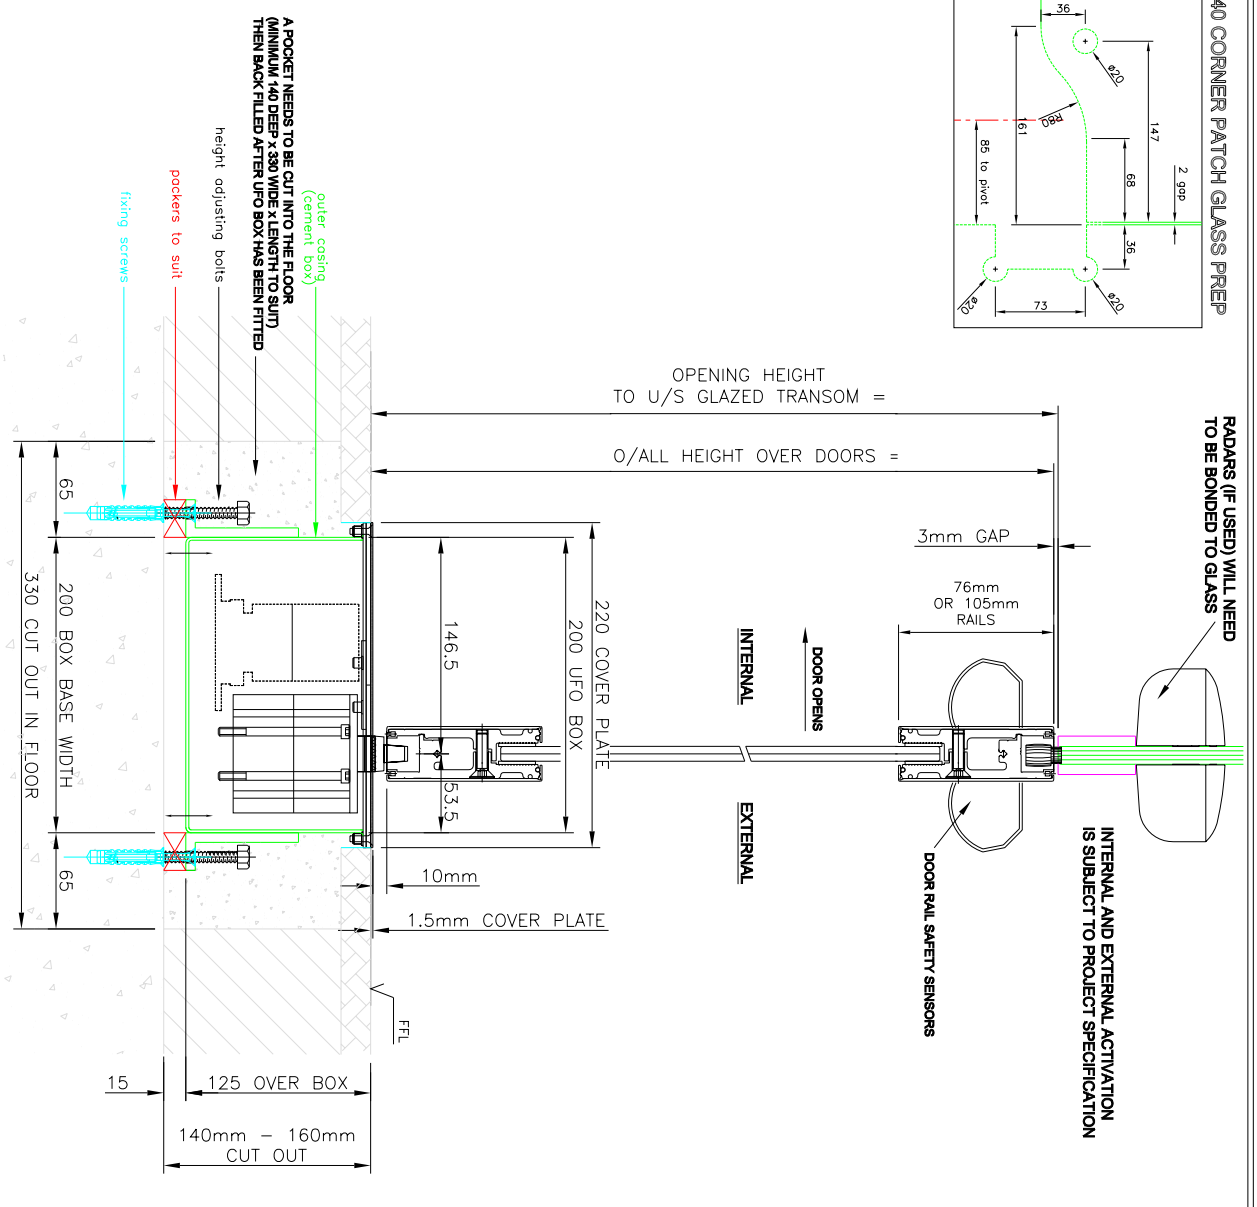 40 CORNER PATCH GLASS PREP
36
ø20
147
161
R80
85 to pivot
68
2 gap
36
ø20
ø20
73
RADARS (IF USED) WILL NEED
TO BE BONDED TO GLASS
OPENING HEIGHT
TO U/S GLAZED TRANSOM =
O/ALL HEIGHT OVER DOORS =
3mm GAP
76mm
OR 105mm
RAILS
DOOR OPENS
INTERNAL
EXTERNAL
DOOR RAIL SAFETY SENSORS
INTERNAL AND EXTERNAL ACTIVATION
IS SUBJECT TO PROJECT SPECIFICATION
220 COVER PLATE
200 UFO BOX
146.5
53.5
10mm
1.5mm COVER PLATE
FFL
A POCKET NEEDS TO BE CUT INTO THE FLOOR
(MINIMUM 140 DEEP x 330 WIDE x LENGTH TO SUIT)
THEN BACK FILLED AFTER UFO BOX HAS BEEN FITTED
outer casing
(cement box)
height adjusting bolts
packers to suit
fixing screws
65
200 BOX BASE WIDTH
65
330 CUT OUT IN FLOOR
15
125 OVER BOX
140mm - 160mm
CUT OUT